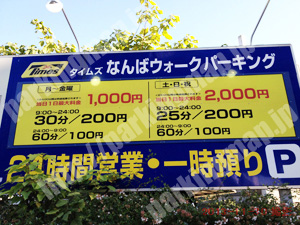 Times タイムズ なんばウォークパーキング
月～金曜
当日1日最大料金 1,000円
9:00～24:00
30分／200円
24:00～9:00
60分／100円
土・日・祝
当日1日最大料金 2,000円
9:00～24:00
25分／200円
24:00～9:00
60分／100円
24時間営業・一時預り P